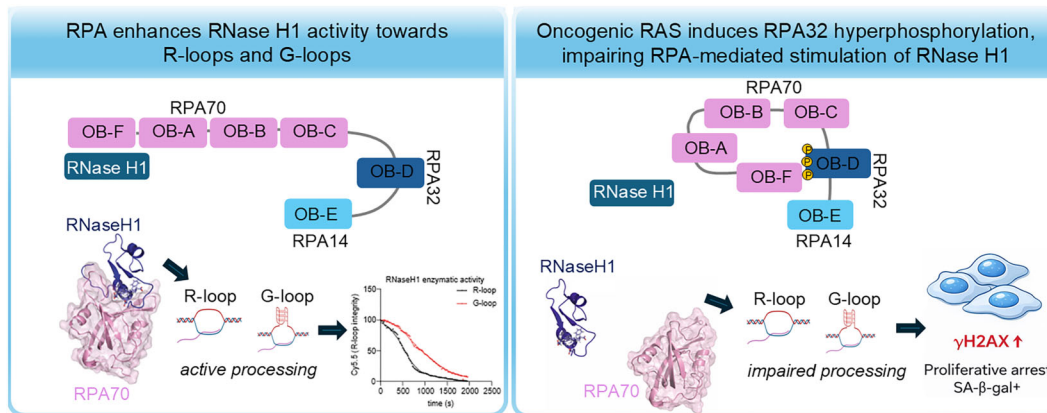 RPA enhances RNase H1 activity towards
R-loops and G-loops
RPA70
OB-F
OB-A
OB-B
OB-C
RNase H1
OB-D
RPA32
OB-E
RPA14
RNaseH1
RPA70
R-loop
G-loop
active processing
RNaseH1 enzymatic activity
R-loop
G-loop
Cy5.5 (R-loop integrity)
150
100
50
0
0
500
1000
1500
2000
2500
time (s)
Oncogenic RAS induces RPA32 hyperphosphorylation,
impairing RPA-mediated stimulation of RNase H1
RPA70
OB-B
OB-C
OB-A
P
P
P
OB-D
RPA32
OB-F
RNase H1
OB-E
RPA14
RNaseH1
RPA70
R-loop
G-loop
impaired processing
γH2AX ↑
Proliferative arrest
SA-β-gal+